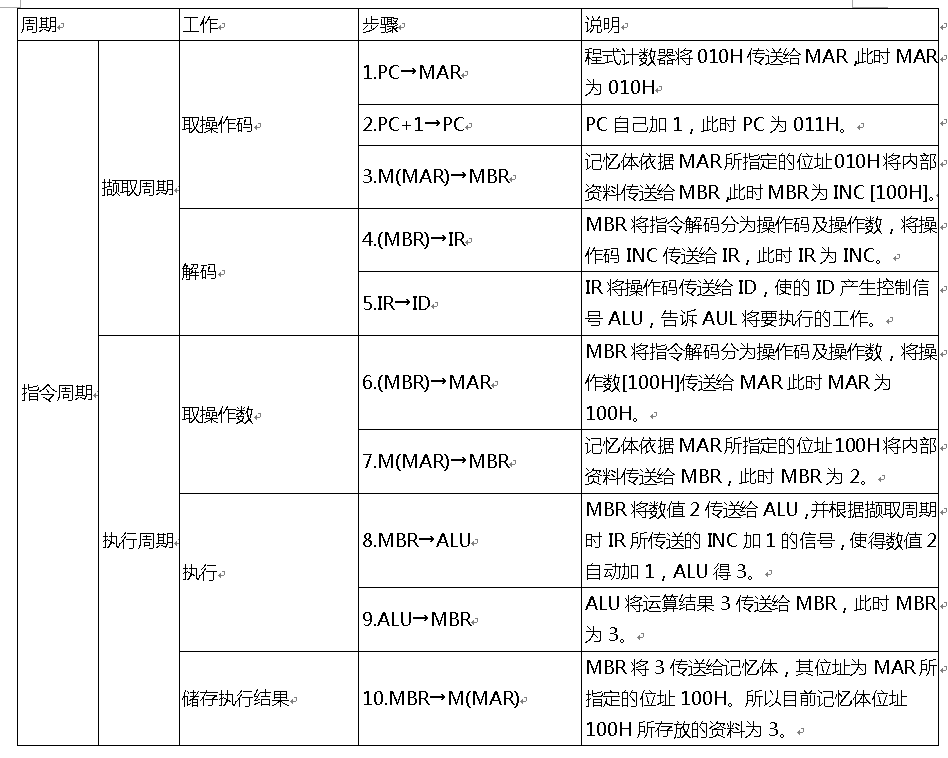 周期 工作 步骤 说明
指令周期
撷取周期
取操作码
1.PC→MAR
程式计数器将 010H 传送给 MAR ,此时 MAR
为 010H
2.PC+1→PC
PC 自己加 1，此时 PC 为 011H。
3.M(MAR)→MBR
记忆体依据 MAR 所指定的位址 010H 将内部
资料传送给 MBR ,此时 MBR 为 INC [100H]。
解码
4.(MBR)→IR
MBR 将指令解码分为操作码及操作数，将操
作码 INC 传送给 IR，此时 IR 为 INC。
5.IR→ID
IR 将操作码传送给 ID，使的 ID 产生控制信
号 ALU，告诉 AUL 将要执行的工作。
执行周期
取操作数
6.(MBR)→MAR
MBR 将指令解码分为操作码及操作数，将操
作数[100H]传送给 MAR 此时 MAR 为
100H。
7.M(MAR)→MBR
记忆体依据 MAR 所指定的位址 100H 将内部
资料传送给 MBR，此时 MBR 为 2。
执行
8.MBR→ALU
MBR 将数值 2 传送给 ALU ,并根据撷取周期
时 IR 所传送的 INC 加 1 的信号，使得数值 2
自动加 1，ALU 得 3。
9.ALU→MBR
ALU 将运算结果 3 传送给 MBR，此时 MBR
为 3。
储存执行结果
10.MBR→M(MAR)
MBR 将 3 传送给记忆体，其位址为 MAR 所
指定的位址 100H。所以目前记忆体位址
100H 所存放的资料为 3。